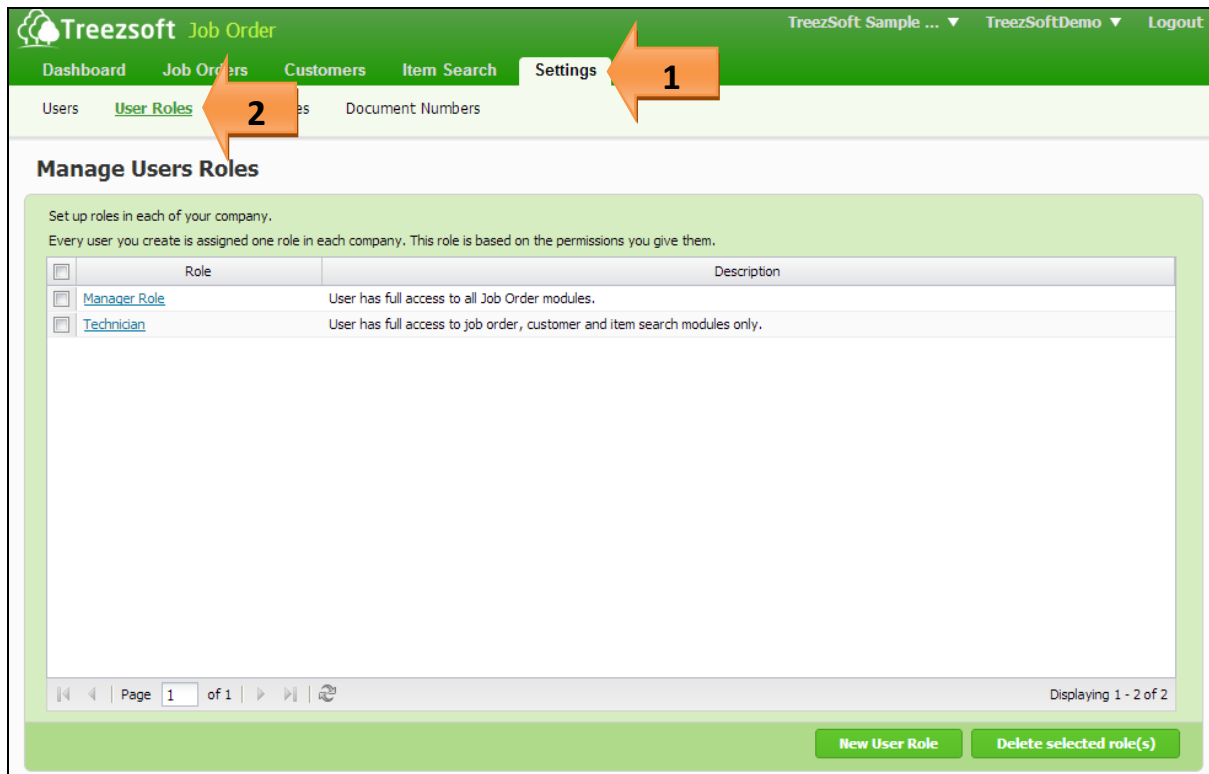 Treezsoft Job Order TreezSoft Sample ... ▼ TreezSoftDemo ▼ Logout
Dashboard Job Orders Customers Item Search Settings 1
Users User Roles 2 es Document Numbers
Manage Users Roles
Set up roles in each of your company.
Every user you create is assigned one role in each company. This role is based on the permissions you give them.
Role Description
Manager Role User has full access to all Job Order modules.
Technician User has full access to job order, customer and item search modules only.
Page 1 of 1 Displaying 1 - 2 of 2
New User Role Delete selected role(s)